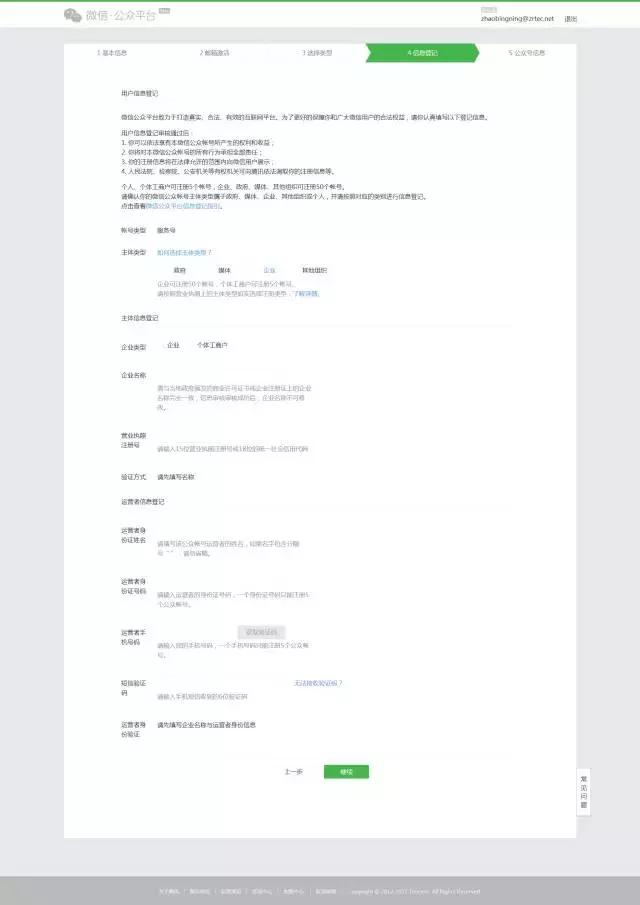 微信·公众平台
zhaobingning@zrtec.net 退出
1 基本信息
2 邮箱激活
3 选择类型
4 信息登记
5 公众号信息
用户信息登记
微信公众平台致力于打造真实、合法、有效的互联网平台。为了更好的保障你和广大微信用户的合法权益，请你认真填写以下登记信息。
用户信息登记审核通过后：
1. 你可以依法享有本微信公众帐号所产生的权利和收益；
2. 你将对本微信公众帐号的所有行为承担全部责任；
3. 你的注册信息将在法律允许的范围内向微信用户展示；
4. 人民法院、检察院、公安机关等有权机关可向腾讯依法调取你的注册信息等。
个人、个体工商户可注册5个帐号，企业、政府、媒体、其他组织可注册50个帐号。
请确认你的微信公众帐号主体类型属于政府、媒体、企业、其他组织或个人，并请按照对应的类别进行信息登记。
点击查看微信公众平台信息登记指引。
帐号类型 服务号
主体类型 如何选择主体类型？
政府 媒体 企业 其他组织
企业可注册50个帐号，个体工商户可注册5个帐号。
请按照营业执照上的主体类型如实选择注册类型，了解详情。
主体信息登记
企业类型 企业 个体工商户
企业名称
需与当地政府颁发的商业许可证书或企业注册证上的企业
名称完全一致，信息审核审核成功后，企业名称不可修
改。
营业执照
注册号
请输入15位营业执照注册号或18位的统一社会信用代码
验证方式 请先填写名称
运营者信息登记
运营者身
份证姓名
请填写该公众帐号运营者的姓名，如果名字包含分隔
号“·”，请勿省略。
运营者身
份证号码
请输入运营者的身份证号码，一个身份证号码只能注册5
个公众帐号。
运营者手
机号码
获取验证码
请输入您的手机号码，一个手机号码只能注册5个公众帐
号。
短信验证
码
无法接收验证码？
请输入手机短信收到的6位验证码
运营者身
份验证
请先填写企业名称与运营者身份信息
上一步 继续
常见问题